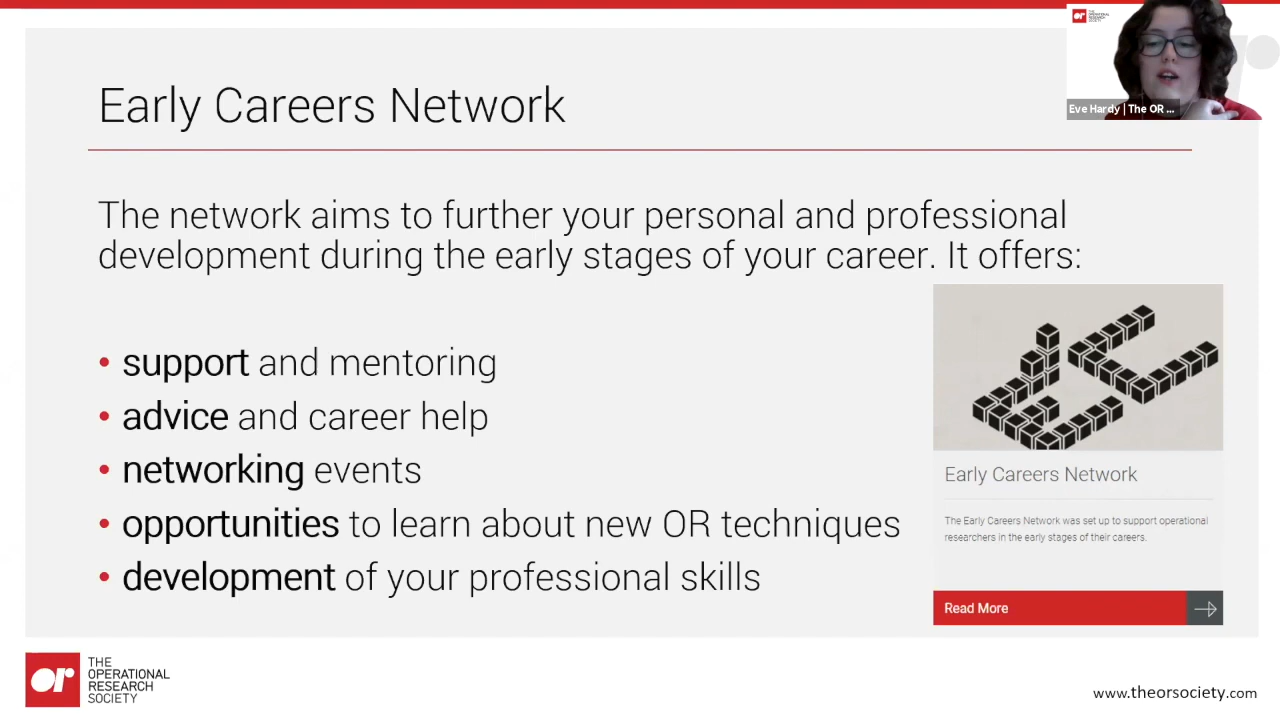 Early Careers Network
Eve Hardy | The OR ...
The network aims to further your personal and professional
development during the early stages of your career. It offers:
• support and mentoring
• advice and career help
• networking events
• opportunities to learn about new OR techniques
• development of your professional skills
Early Careers Network
The Early Careers Network was set up to support operational
researchers in the early stages of their careers.
Read More
or
THE
OPERATIONAL
RESEARCH
SOCIETY
www.theorsociety.com